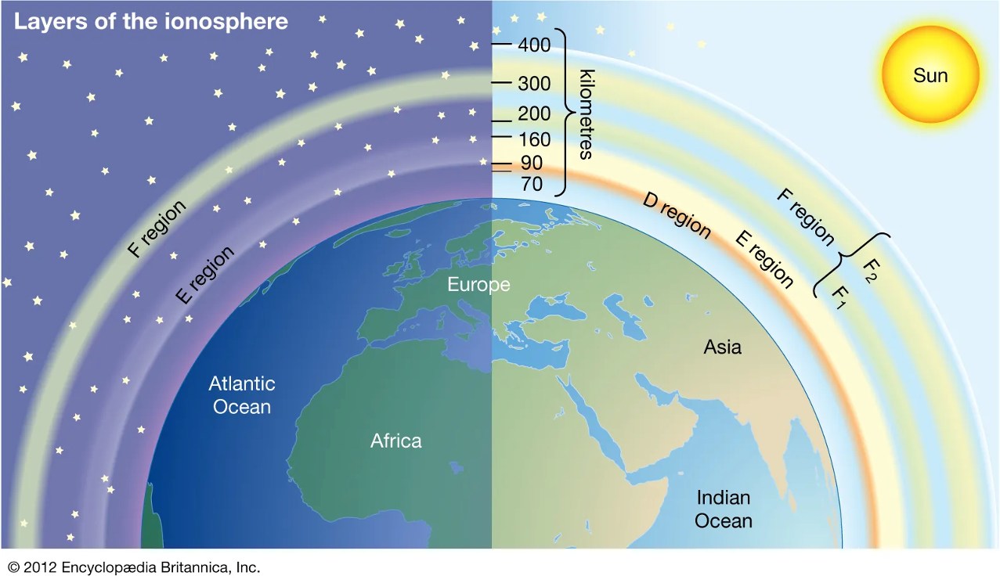 Layers of the ionosphere
400
300
200
160
90
70
kilometres
Sun
F region
E region
D region
E region
F region
F2
F1
Europe
Asia
Atlantic
Ocean
Africa
Indian
Ocean
© 2012 Encyclopædia Britannica, Inc.